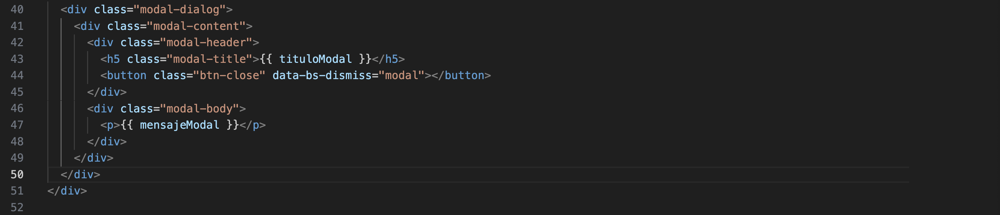 40 <div class="modal-dialog">
41 <div class="modal-content">
42 <div class="modal-header">
43 <h5 class="modal-title">{{ tituloModal }}</h5>
44 <button class="btn-close" data-bs-dismiss="modal"></button>
45 </div>
46 <div class="modal-body">
47 <p>{{ mensajeModal }}</p>
48 </div>
49 </div>
50 </div>
51 </div>
52